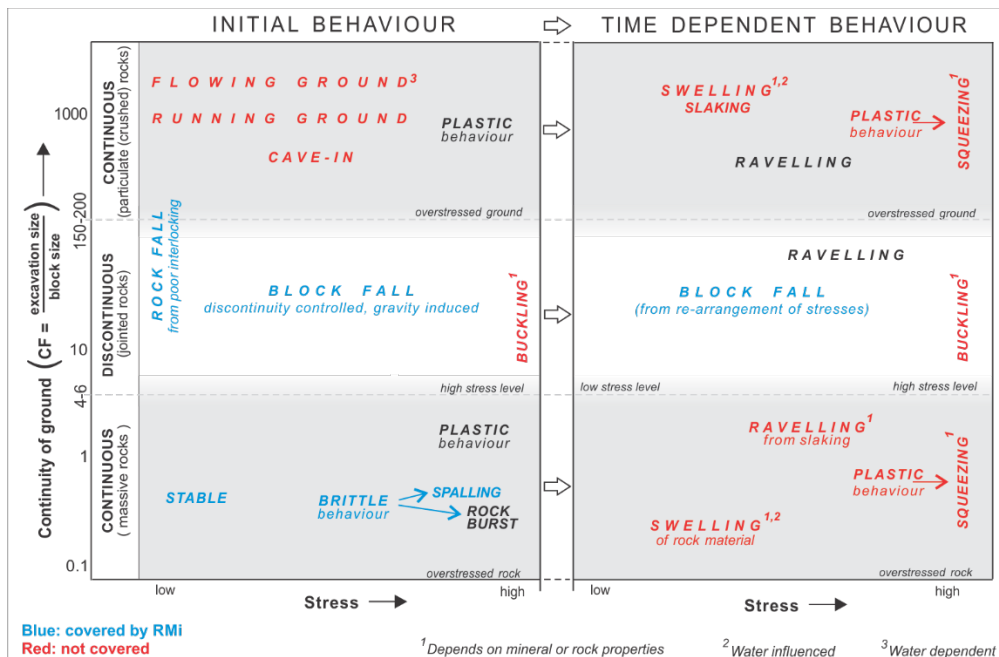 INITIAL BEHAVIOUR
TIME DEPENDENT BEHAVIOUR
Continuity of ground (CF = excavation size / block size)
1000
150-200
10
4-6
1
0.1
CONTINUOUS
(particulate (crushed) rocks)
DISCONTINUOUS
(jointed rocks)
CONTINUOUS
(massive rocks)
FLOWING GROUND3
RUNNING GROUND
CAVE-IN
PLASTIC
behaviour
overstressed ground
ROCK FALL
from poor interlocking
BLOCK FALL
discontinuity controlled, gravity induced
BUCKLING1
high stress level
PLASTIC
behaviour
STABLE
BRITTLE
behaviour
SPALLING
ROCK
BURST
overstressed rock
SWELLING1,2
SLAKING
PLASTIC
behaviour
SQUEEZING1
RAVELLING
overstressed ground
RAVELLING
BLOCK FALL
(from re-arrangement of stresses)
BUCKLING1
low stress level
high stress level
RAVELLING1
from slaking
PLASTIC
behaviour
SQUEEZING1
SWELLING1,2
of rock material
overstressed rock
low
high
low
high
Stress
Stress
Blue: covered by RMi
Red: not covered
1Depends on mineral or rock properties
2Water influenced
3Water dependent